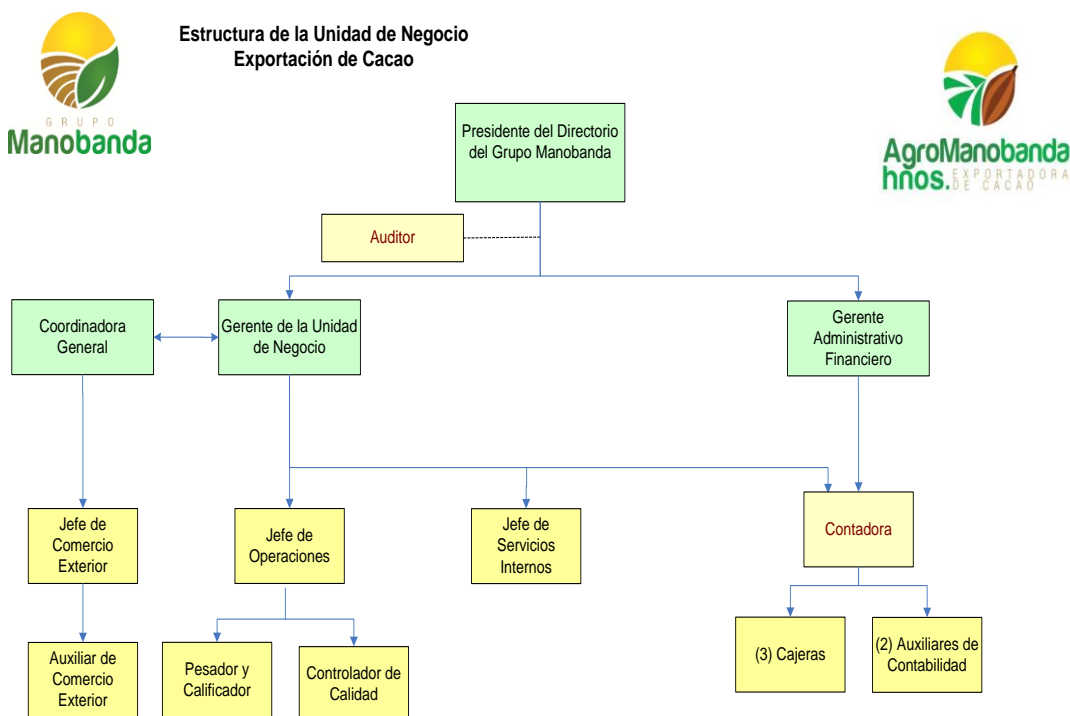 Estructura de la Unidad de Negocio
Exportación de Cacao
GRUPO
Manobanda
AgroManobanda
hnos. EXPORTADORA
DE CACAO
Presidente del Directorio
del Grupo Manobanda
Auditor
Coordinadora
General
Gerente de la Unidad
de Negocio
Gerente
Administrativo
Financiero
Jefe de
Comercio
Exterior
Jefe de
Operaciones
Jefe de
Servicios
Internos
Contadora
Auxiliar de
Comercio
Exterior
Pesador y
Calificador
Controlador de
Calidad
(3) Cajeras
(2) Auxiliares de
Contabilidad